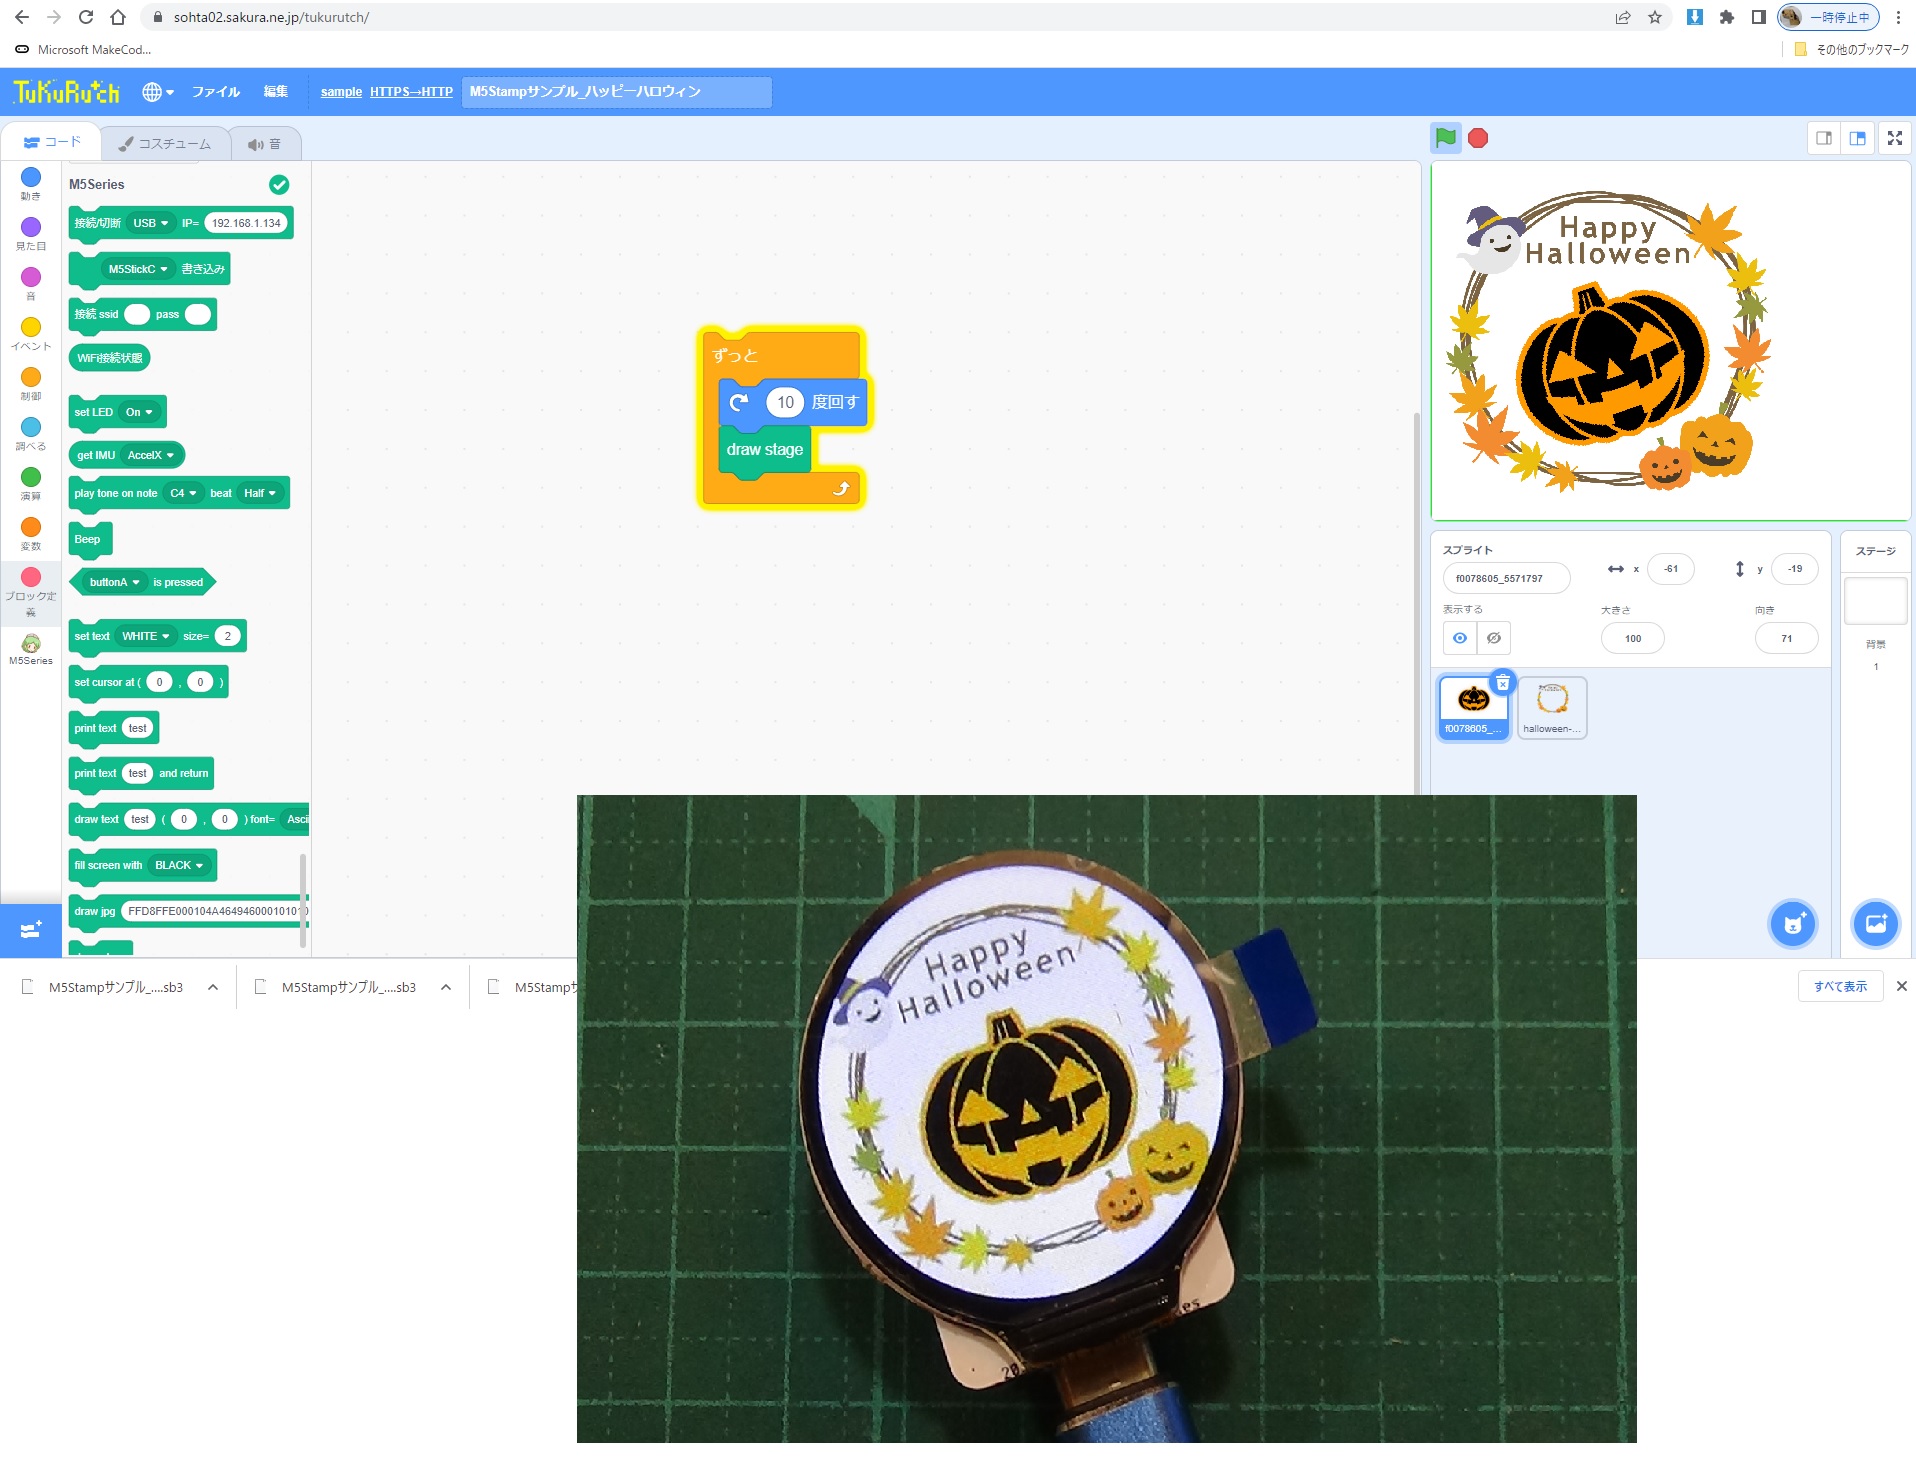 sohta02.sakura.ne.jp/tukurutch/
一時停止中
Microsoft MakeCod...
その他のブックマーク
TuKuRutch
ファイル
編集
sample
HTTPS→HTTP
M5Stampサンプル_ハッピーハロウィン
コード
コスチューム
音
動き
見た目
音
イベント
制御
調べる
演算
変数
ブロック定
義
M5Series
M5Series
接続/切断 USB IP= 192.168.1.134
M5StickC 書き込み
接続 ssid pass
WiFi接続状態
set LED On
get IMU AccelX
play tone on note C4 beat Half
Beep
buttonA is pressed
set text WHITE size= 2
set cursor at ( 0 , 0 )
print text test
print text test and return
draw text test ( 0 , 0 ) font= Ascii
fill screen with BLACK
draw jpg FFD8FFE000104A46494600010101
ずっと
10 度回す
draw stage
Happy
Halloween
スプライト
f0078605_5571797
x -61
y -19
表示する
大きさ
100
向き
71
f0078605_...
halloween-...
ステージ
背景
1
Happy
Halloween
M5Stampサンプル_....sb3
M5Stampサンプル_....sb3
M5Stampサ
すべて表示